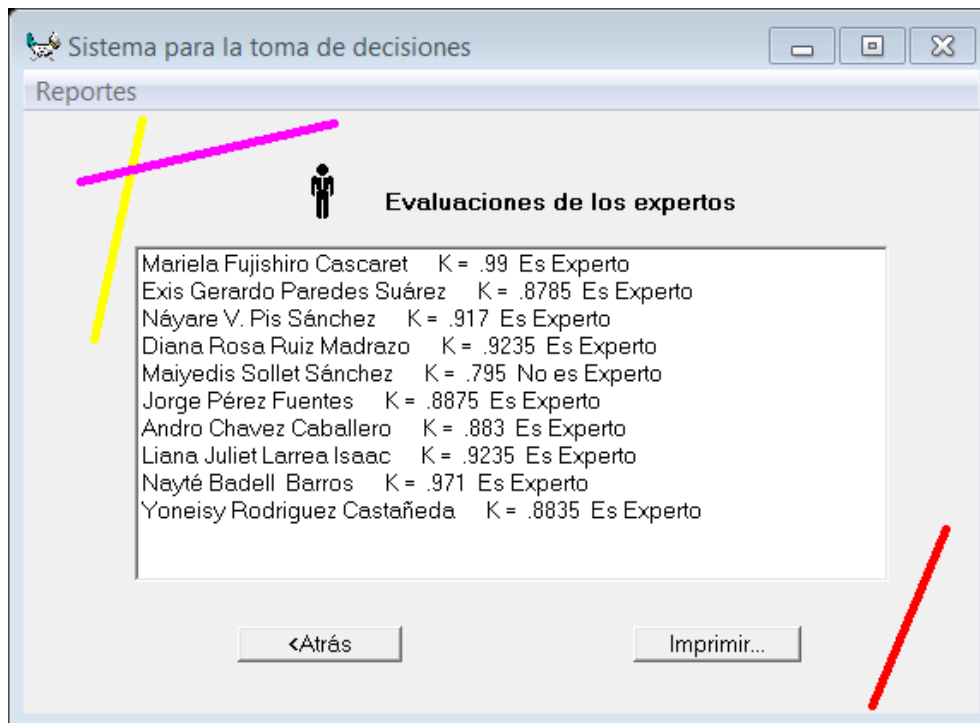 Sistema para la toma de decisiones
Reportes
Evaluaciones de los expertos
Mariela Fujishiro Cascaret K = .99 Es Experto
Exis Gerardo Paredes Suárez K = .8785 Es Experto
Náyare V. Pis Sánchez K = .917 Es Experto
Diana Rosa Ruiz Madrazo K = .9235 Es Experto
Maiyedis Sollet Sánchez K = .795 No es Experto
Jorge Pérez Fuentes K = .8875 Es Experto
Andro Chavez Caballero K = .883 Es Experto
Liana Juliet Larrea Isaac K = .9235 Es Experto
Nayté Badell Barros K = .971 Es Experto
Yoneisy Rodriguez Castañeda K = .8835 Es Experto
<Atrás Imprimir...